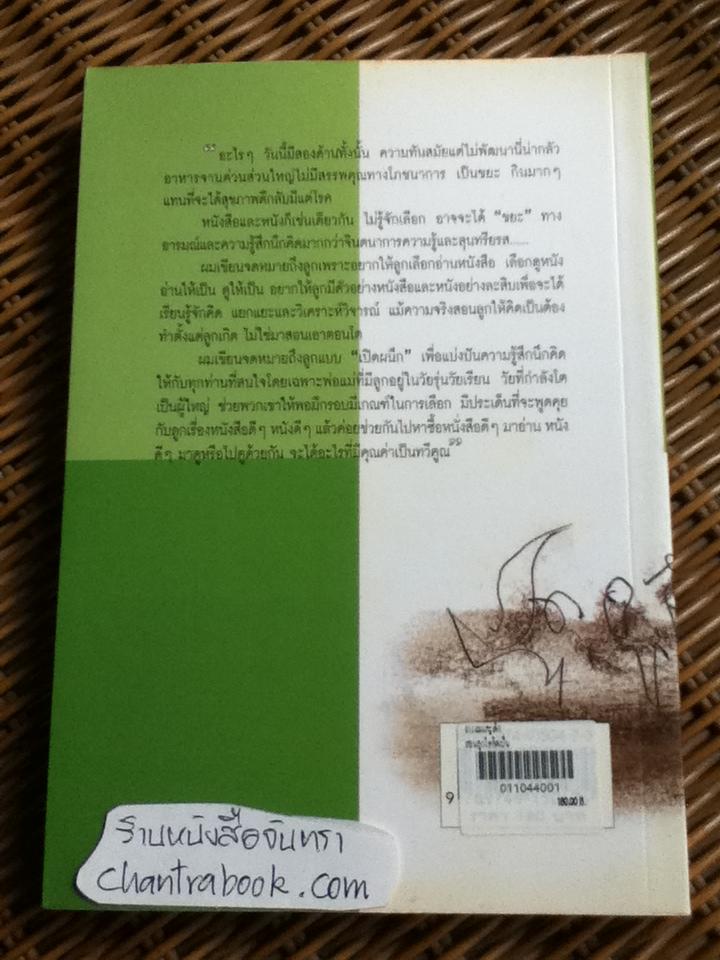 “อะไรๆ วันนี้มีสองด้านทั้งนั้น ความทันสมัยแต่ไม่พัฒนานี่น่ากลัว
อาหารจานด่วนส่วนใหญ่ไม่มีสรรพคุณทางโภชนาการ เป็นขยะ กินมากๆ
แทนที่จะได้สุขภาพดีกลับมีแต่โรค
หนังสือและหนังก็เช่นเดียวกัน ไม่รู้จักเลือก อาจจะได้ “ขยะ” ทาง
อารมณ์และความรู้สึกนึกคิดมากกว่าจินตนาการความรู้และสุนทรียรส.....
ผมเขียนจดหมายถึงลูกเพราะอยากให้ลูกเลือกอ่านหนังสือ เลือกดูหนัง
อ่านให้เป็น ดูให้เป็น อยากให้ลูกมีตัวอย่างหนังสือและหนังอย่างละสิบเพื่อจะได้
เรียนรู้จักคิด แยกแยะและวิเคราะห์วิจารณ์ แม้ความจริงสอนลูกให้คิดเป็นต้อง
ทำตั้งแต่ลูกเกิด ไม่ใช่มาสอนเอาตอนโต
ผมเขียนจดหมายถึงลูกแบบ “เปิดผนึก” เพื่อแบ่งปันความรู้สึกนึกคิด
ให้กับทุกท่านที่สนใจโดยเฉพาะพ่อแม่ที่มีลูกอยู่ในวัยรุ่นวัยเรียน วัยที่กำลังโต
เป็นผู้ใหญ่ ช่วยพวกเขาให้พอมีกรอบมีเกณฑ์ในการเลือก มีประเด็นที่จะพูดคุย
กับลูกเรื่องหนังสือดีๆ หนังดีๆ แล้วค่อยช่วยกันไปหาซื้อหนังสือดีๆ มาอ่าน หนัง
ดีๆ มาดูหรือไปดูด้วยกัน จะได้อะไรที่มีคุณค่าเป็นทวีคูณ”
011044001
180.00 บ.
9
ร้านหนังสือจันทรา
chantrabook.com